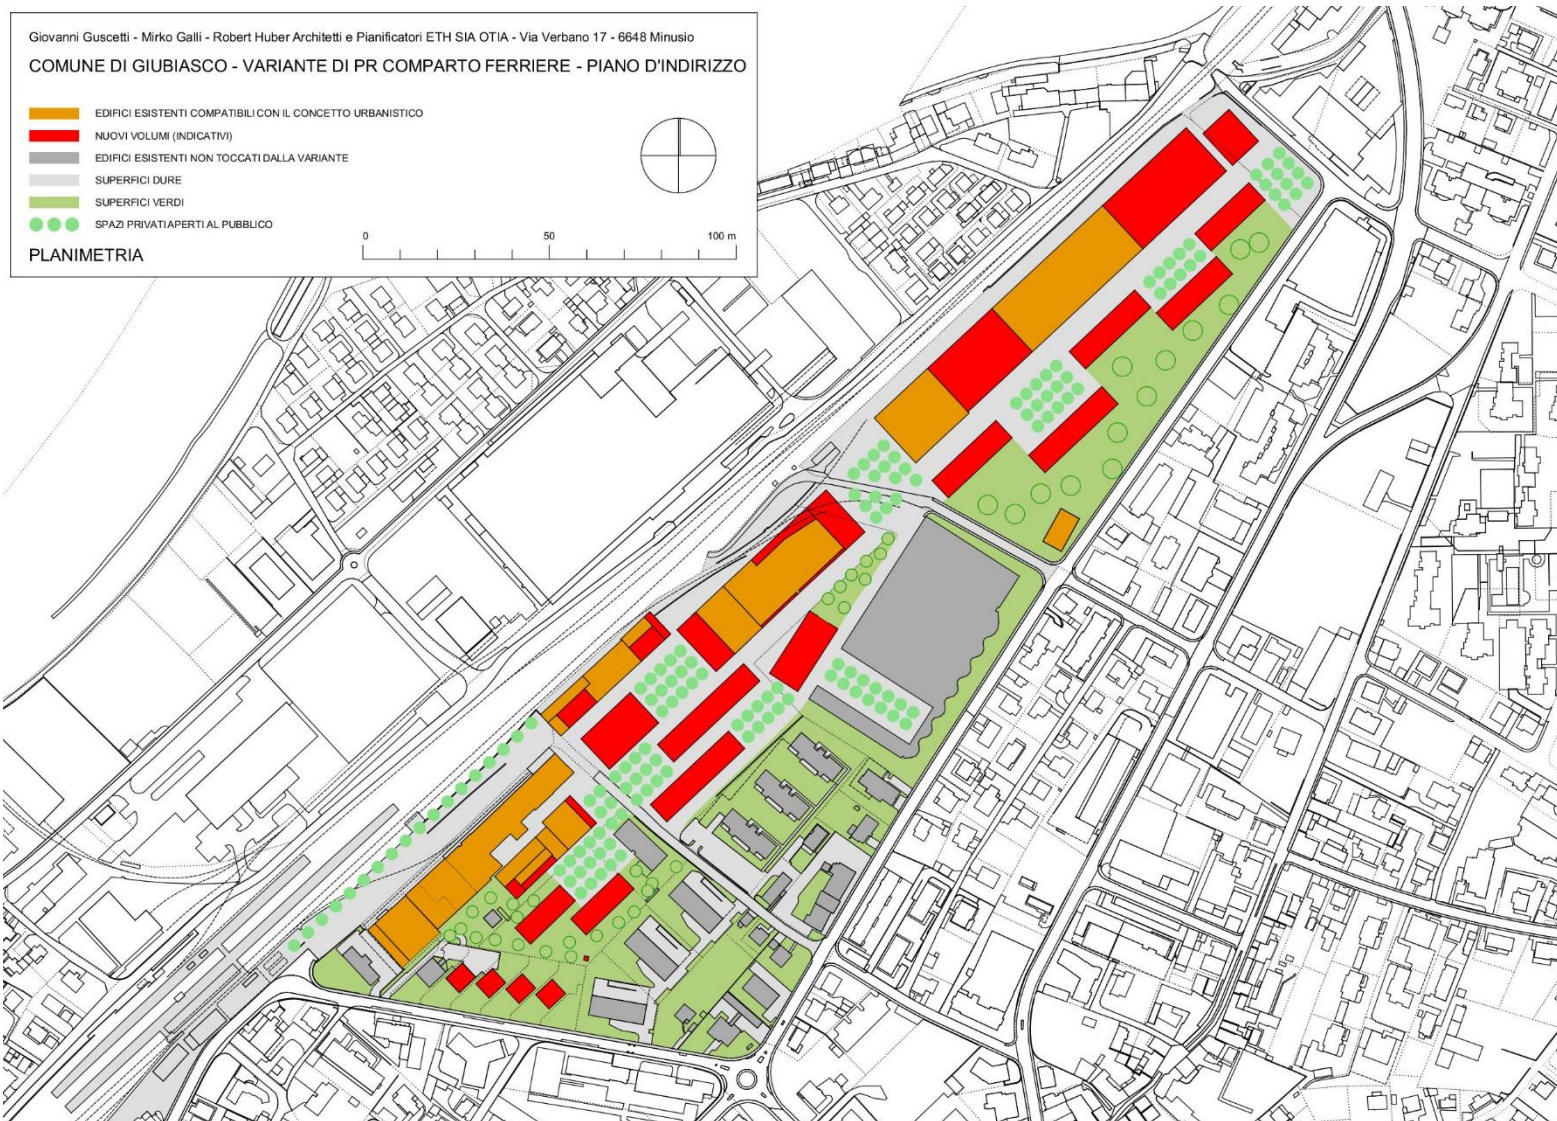 Giovanni Guscetti - Mirko Galli - Robert Huber Architetti e Pianificatori ETH SIA OTIA - Via Verbano 17 - 6648 Minusio
COMUNE DI GIUBIASCO - VARIANTE DI PR COMPARTO FERRIERE - PIANO D'INDIRIZZO
EDIFICI ESISTENTI COMPATIBILI CON IL CONCETTO URBANISTICO
NUOVI VOLUMI (INDICATIVI)
EDIFICI ESISTENTI NON TOCCATI DALLA VARIANTE
SUPERFICI DURE
SUPERFICI VERDI
SPAZI PRIVATI APERTI AL PUBBLICO
PLANIMETRIA
0 50 100 m